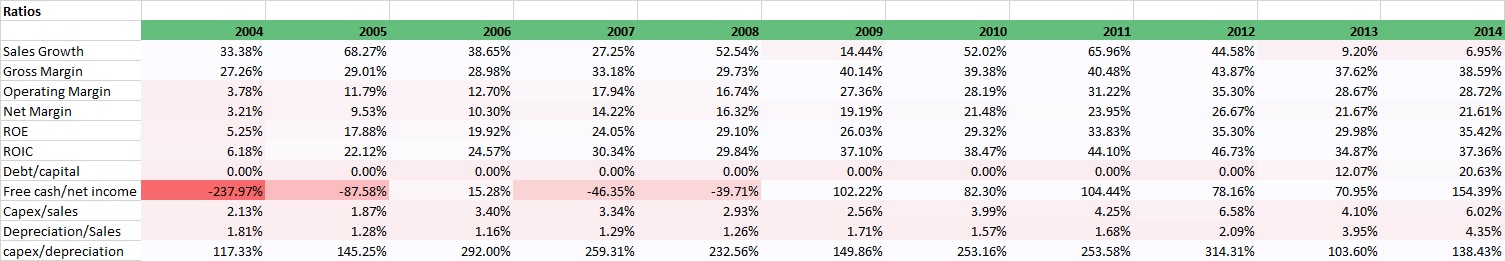 Ratios
2004 2005 2006 2007 2008 2009 2010 2011 2012 2013 2014
Sales Growth 33.38% 68.27% 38.65% 27.25% 52.54% 14.44% 52.02% 65.96% 44.58% 9.20% 6.95%
Gross Margin 27.26% 29.01% 28.98% 33.18% 29.73% 40.14% 39.38% 40.48% 43.87% 37.62% 38.59%
Operating Margin 3.78% 11.79% 12.70% 17.94% 16.74% 27.36% 28.19% 31.22% 35.30% 28.67% 28.72%
Net Margin 3.21% 9.53% 10.30% 14.22% 16.32% 19.19% 21.48% 23.95% 26.67% 21.67% 21.61%
ROE 5.25% 17.88% 19.92% 24.05% 29.10% 26.03% 29.32% 33.83% 35.30% 29.98% 35.42%
ROIC 6.18% 22.12% 24.57% 30.34% 29.84% 37.10% 38.47% 44.10% 46.73% 34.87% 37.36%
Debt/capital 0.00% 0.00% 0.00% 0.00% 0.00% 0.00% 0.00% 0.00% 0.00% 12.07% 20.63%
Free cash/net income -237.97% -87.58% 15.28% -46.35% -39.71% 102.22% 82.30% 104.44% 78.16% 70.95% 154.39%
Capex/sales 2.13% 1.87% 3.40% 3.34% 2.93% 2.56% 3.99% 4.25% 6.58% 4.10% 6.02%
Depreciation/Sales 1.81% 1.28% 1.16% 1.29% 1.26% 1.71% 1.57% 1.68% 2.09% 3.95% 4.35%
capex/depreciation 117.33% 145.25% 292.00% 259.31% 232.56% 149.86% 253.16% 253.58% 314.31% 103.60% 138.43%